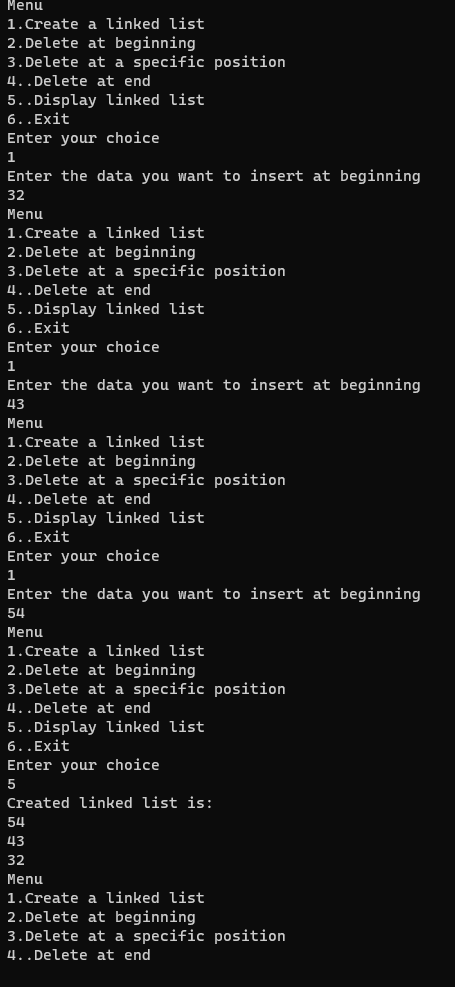 Menu
1.Create a linked list
2.Delete at beginning
3.Delete at a specific position
4..Delete at end
5..Display linked list
6..Exit
Enter your choice
1
Enter the data you want to insert at beginning
32
Menu
1.Create a linked list
2.Delete at beginning
3.Delete at a specific position
4..Delete at end
5..Display linked list
6..Exit
Enter your choice
1
Enter the data you want to insert at beginning
43
Menu
1.Create a linked list
2.Delete at beginning
3.Delete at a specific position
4..Delete at end
5..Display linked list
6..Exit
Enter your choice
1
Enter the data you want to insert at beginning
54
Menu
1.Create a linked list
2.Delete at beginning
3.Delete at a specific position
4..Delete at end
5..Display linked list
6..Exit
Enter your choice
5
Created linked list is:
54
43
32
Menu
1.Create a linked list
2.Delete at beginning
3.Delete at a specific position
4..Delete at end